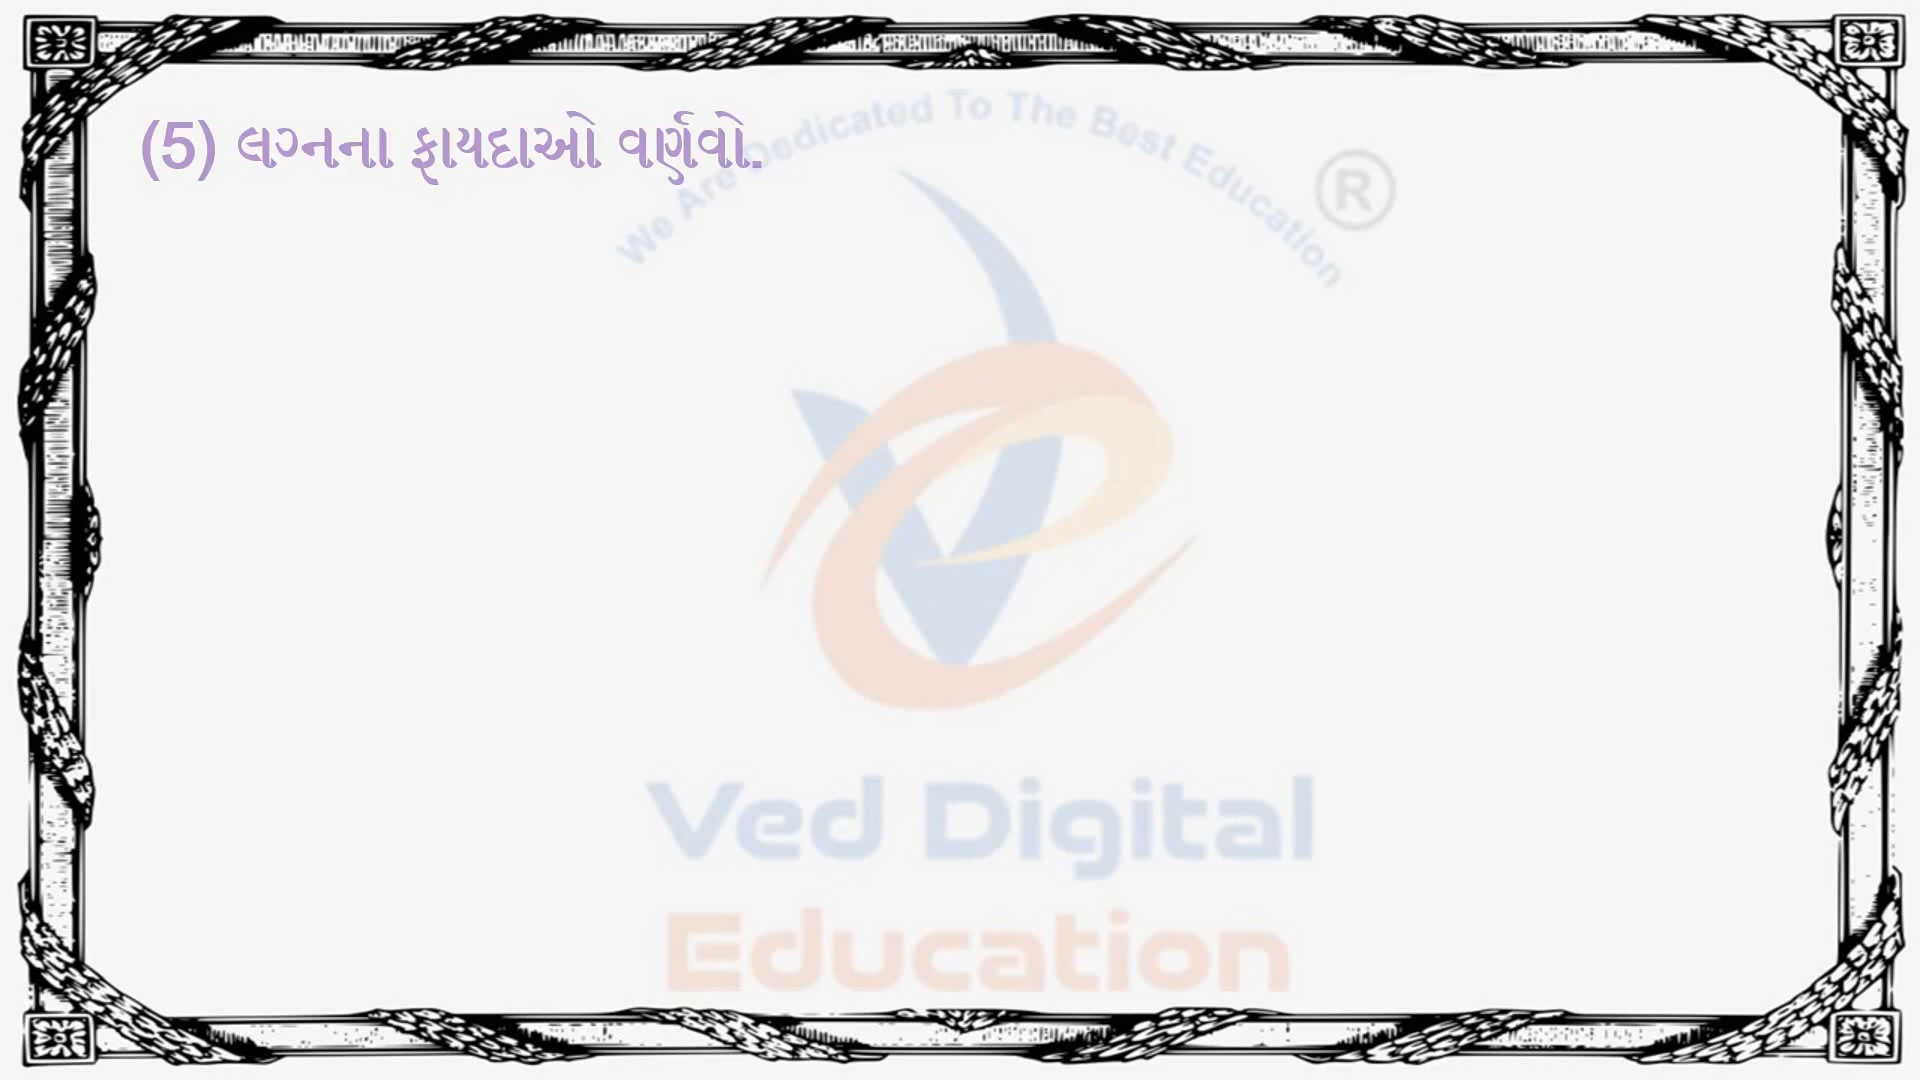 (5) લગ્નના ફાયદાઓ વર્ણવો.
We Are Dedicated To The Best Education
®
Ved Digital
Education